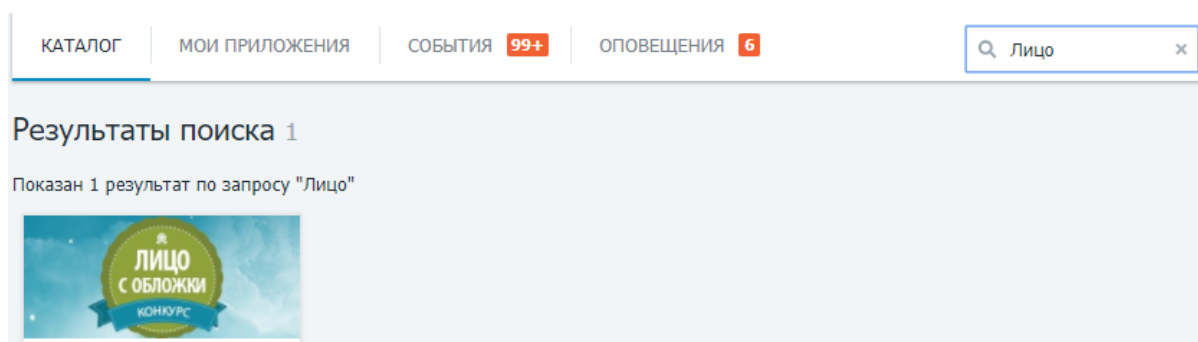 КАТАЛОГ МОИ ПРИЛОЖЕНИЯ СОБЫТИЯ 99+ ОПОВЕЩЕНИЯ 6 Лицо
Результаты поиска 1
Показан 1 результат по запросу "Лицо"
ЛИЦО
С ОБЛОЖКИ
КОНКУРС